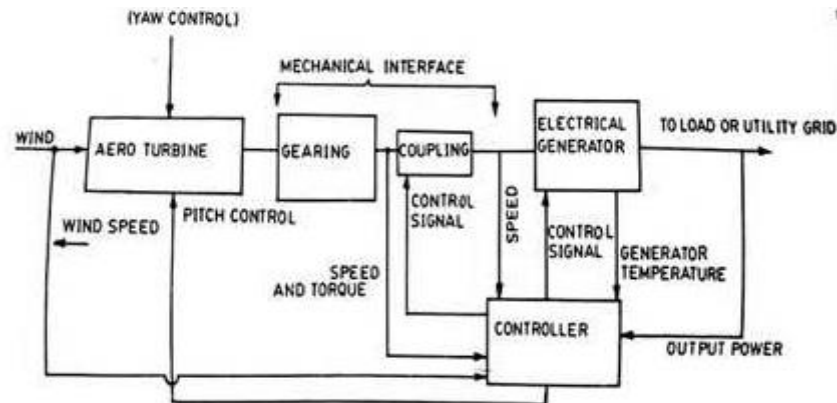 (YAW CONTROL)
MECHANICAL INTERFACE
WIND
AERO TURBINE
GEARING
COUPLING
ELECTRICAL
GENERATOR
TO LOAD OR UTILITY GRID
PITCH CONTROL
WIND SPEED
CONTROL
SIGNAL
SPEED
CONTROL
SIGNAL
GENERATOR
TEMPERATURE
SPEED
AND TORQUE
CONTROLLER
OUTPUT POWER